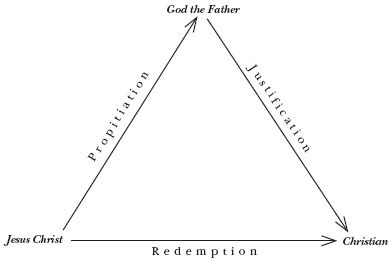 God the Father
Propitiation
Justification
Jesus Christ
Christian
Redemption